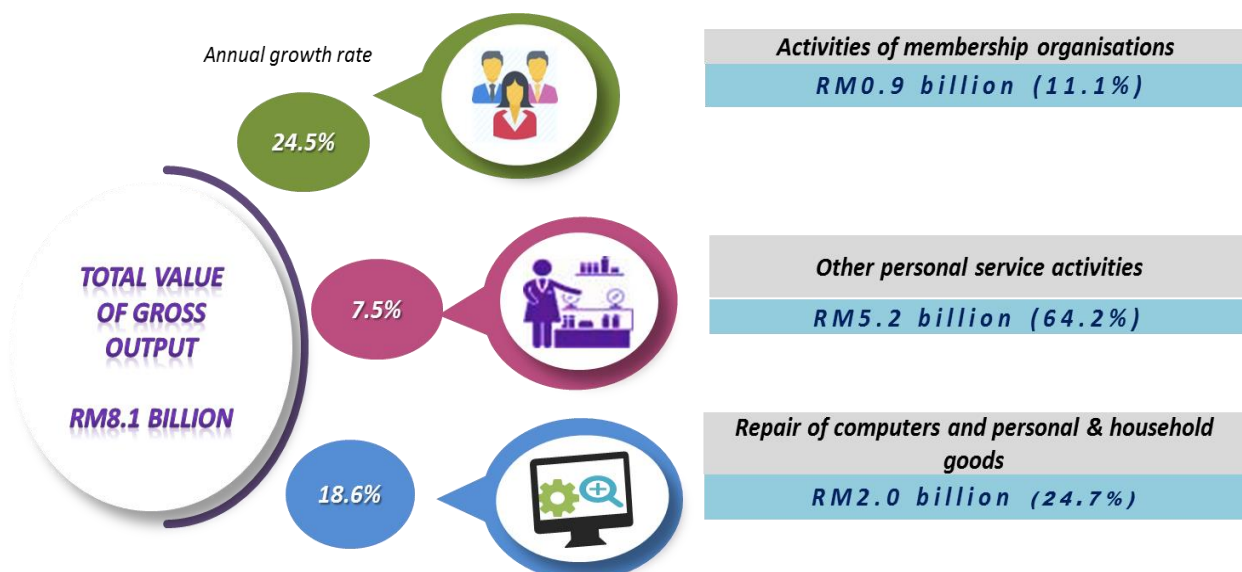 Annual growth rate
24.5%
Activities of membership organisations
RM0.9 billion (11.1%)
TOTAL VALUE
OF GROSS
OUTPUT
RM8.1 BILLION
7.5%
Other personal service activities
RM5.2 billion (64.2%)
18.6%
Repair of computers and personal & household
goods
RM2.0 billion (24.7%)